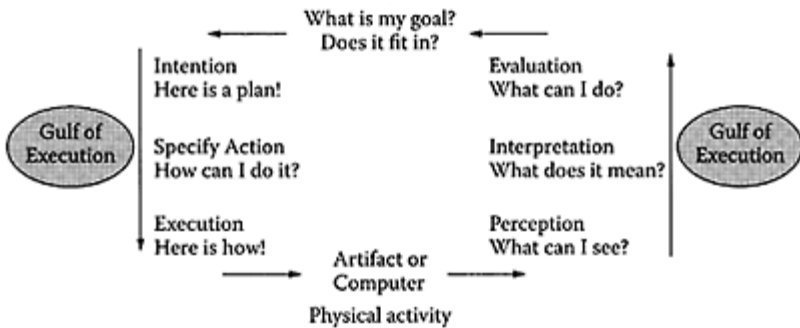 What is my goal?
Does it fit in?
Intention
Here is a plan!
Evaluation
What can I do?
Gulf of
Execution
Specify Action
How can I do it?
Interpretation
What does it mean?
Gulf of
Execution
Execution
Here is how!
Perception
What can I see?
Artifact or
Computer
Physical activity